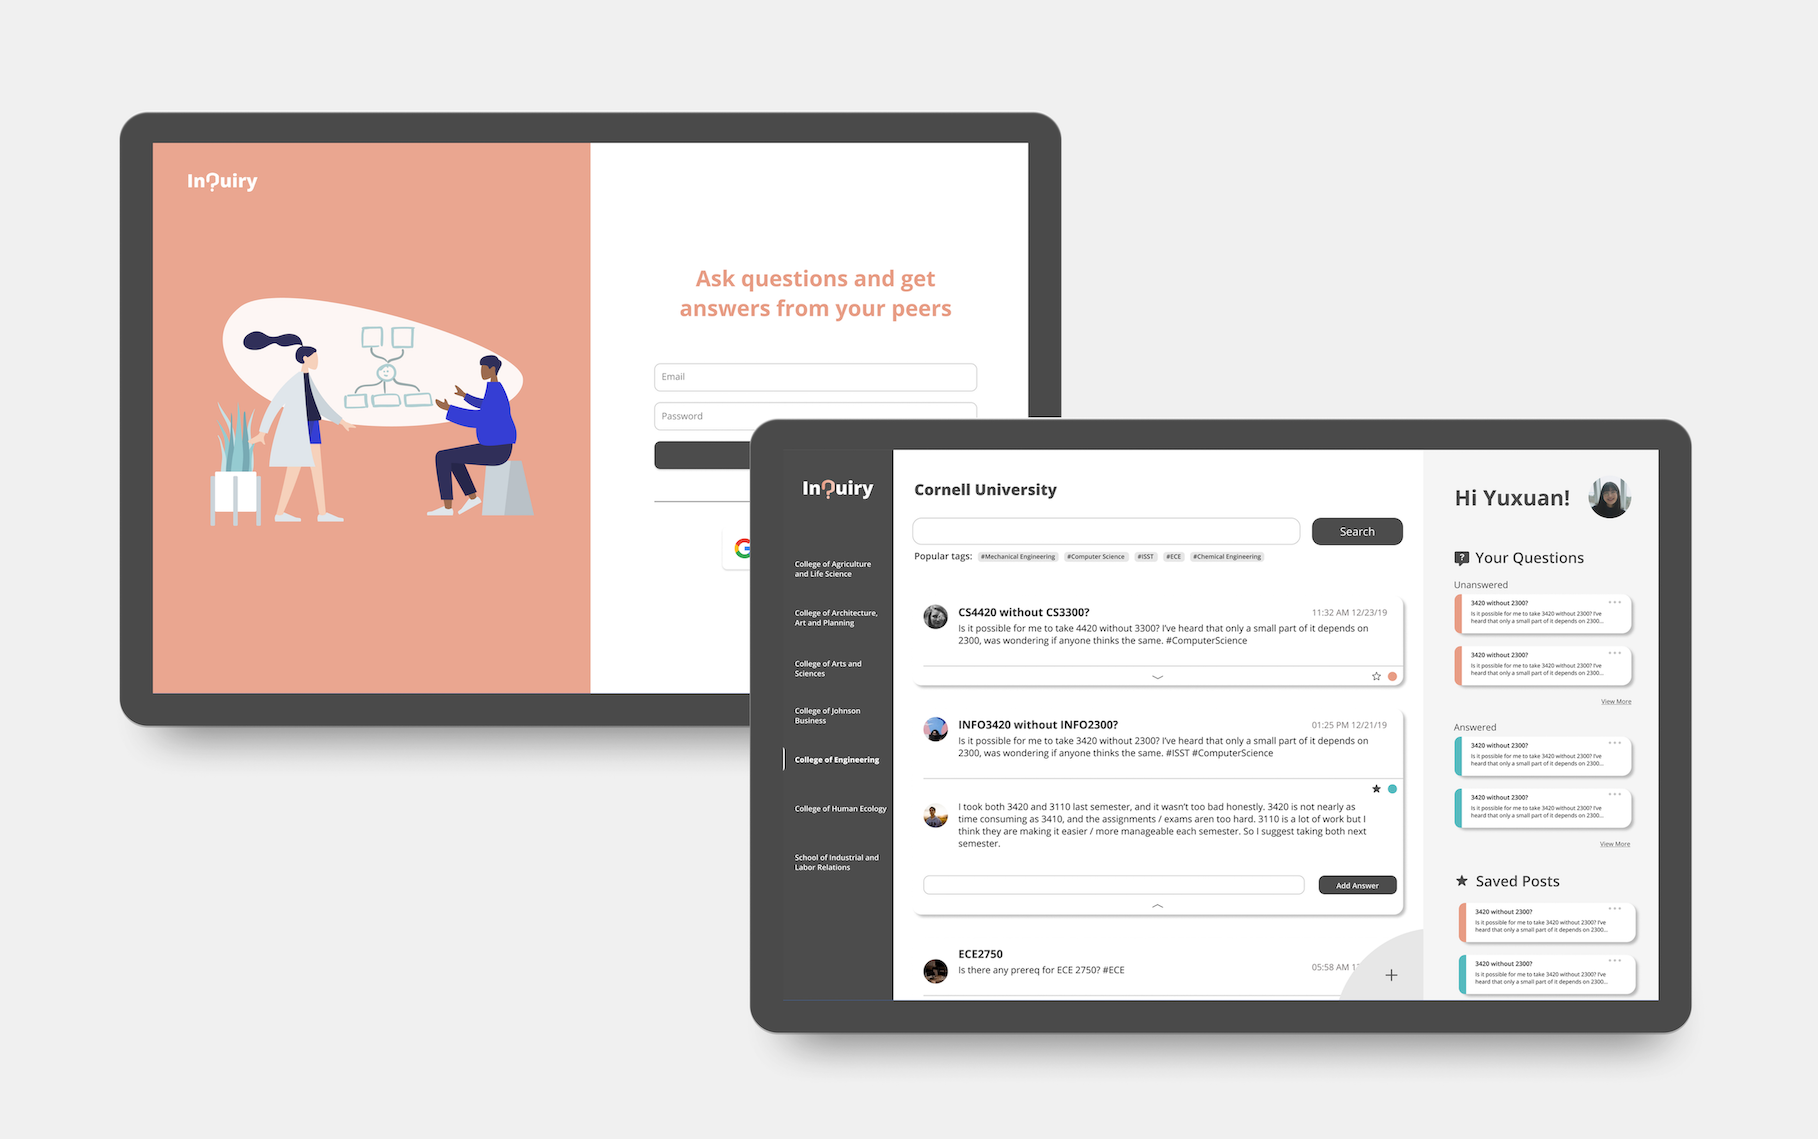 In?uiry
Ask questions and get
answers from your peers
Email
Password
In?uiry
College of Agriculture
and Life Science
College of Architecture,
Art and Planning
College of Arts and
Sciences
College of Johnson
Business
College of Engineering
College of Human Ecology
School of Industrial and
Labor Relations
Cornell University
Search
Popular tags: #Mechanical Engineering #Computer Science #ISST #ECE #Chemical Engineering
CS4420 without CS3300? 11:32 AM 12/23/19
Is it possible for me to take 4420 without 3300? I've heard that only a small part of it depends on
2300, was wondering if anyone thinks the same. #ComputerScience
INFO3420 without INFO2300? 01:25 PM 12/21/19
Is it possible for me to take 3420 without 2300? I've heard that only a small part of it depends on
2300, was wondering if anyone thinks the same. #ISST #ComputerScience
I took both 3420 and 3110 last semester, and it wasn't too bad honestly. 3420 is not nearly as
time consuming as 3410, and the assignments / exams aren too hard. 3110 is a lot of work but I
think they are making it easier / more manageable each semester. So I suggest taking both next
semester.
Add Answer
ECE2750
Is there any prereq for ECE 2750? #ECE
05:58 AM 1
+
Hi Yuxuan!
? Your Questions
Unanswered
3420 without 2300?
Is it possible for me to take 3420 without 2300? I've
heard that only a small part of it depends on 2300...
3420 without 2300?
Is it possible for me to take 3420 without 2300? I've
heard that only a small part of it depends on 2300...
View More
Answered
3420 without 2300?
Is it possible for me to take 3420 without 2300? I've
heard that only a small part of it depends on 2300...
3420 without 2300?
Is it possible for me to take 3420 without 2300? I've
heard that only a small part of it depends on 2300...
View More
Saved Posts
3420 without 2300?
Is it possible for me to take 3420 without 2300? I've
heard that only a small part of it depends on 2300...
3420 without 2300?
Is it possible for me to take 3420 without 2300? I've
heard that only a small part of it depends on 2300...